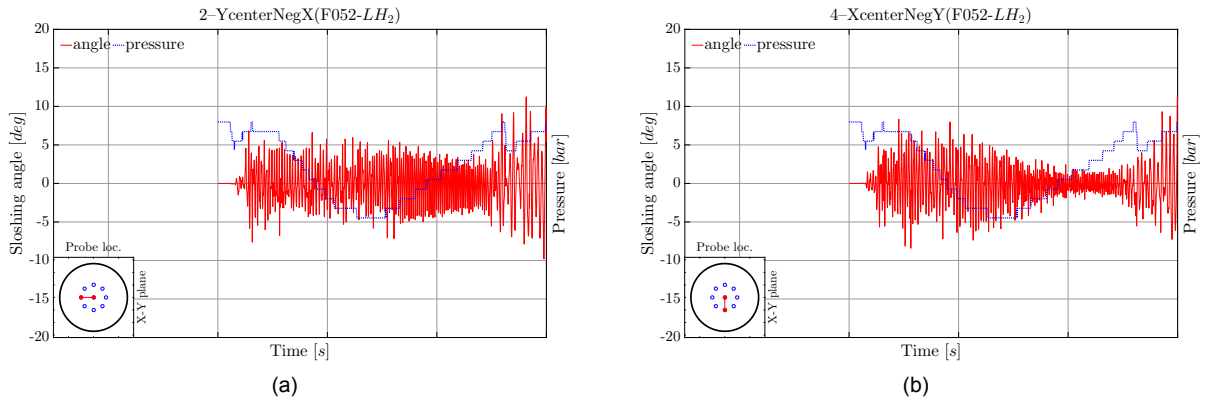 2–YcenterNegX(F052-LH₂)
20
15
10
5
0
-5
-10
-15
-20
angle
pressure
Sloshing angle [deg]
Pressure [bar]
Probe loc.
X-Y plane
Time [s]
(a)
4–XcenterNegY(F052-LH₂)
20
15
10
5
0
-5
-10
-15
-20
angle
pressure
Sloshing angle [deg]
Pressure [bar]
Probe loc.
X-Y plane
Time [s]
(b)